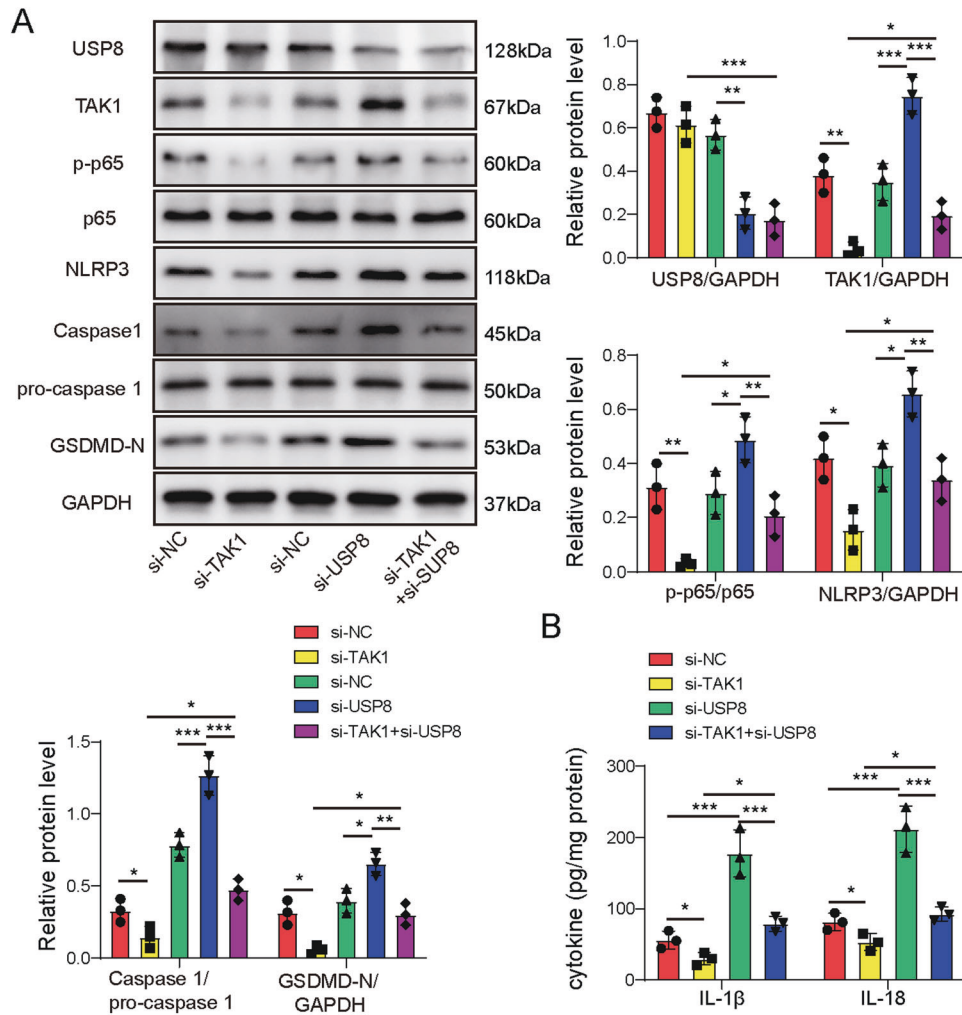 A
USP8
128kDa
TAK1
67kDa
p-p65
60kDa
p65
60kDa
NLRP3
118kDa
Caspase1
45kDa
pro-caspase 1
50kDa
GSDMD-N
53kDa
GAPDH
37kDa
si-NC
si-TAK1
si-NC
si-USP8
si-TAK1
+si-SUP8
Relative protein level
1.0
0.8
0.6
0.4
0.2
0.0
***
**
**
*
***
***
USP8/GAPDH
TAK1/GAPDH
Relative protein level
0.8
0.6
0.4
0.2
0.0
**
*
*
**
*
*
*
**
p-p65/p65
NLRP3/GAPDH
si-NC
si-TAK1
si-NC
si-USP8
si-TAK1+si-USP8
Relative protein level
1.5
1.0
0.5
0.0
*
*
***
***
*
*
*
**
Caspase 1/
pro-caspase 1
GSDMD-N/
GAPDH
B
si-NC
si-TAK1
si-USP8
si-TAK1+si-USP8
cytokine (pg/mg protein)
300
200
100
0
*
***
*
***
*
***
*
***
IL-1β
IL-18